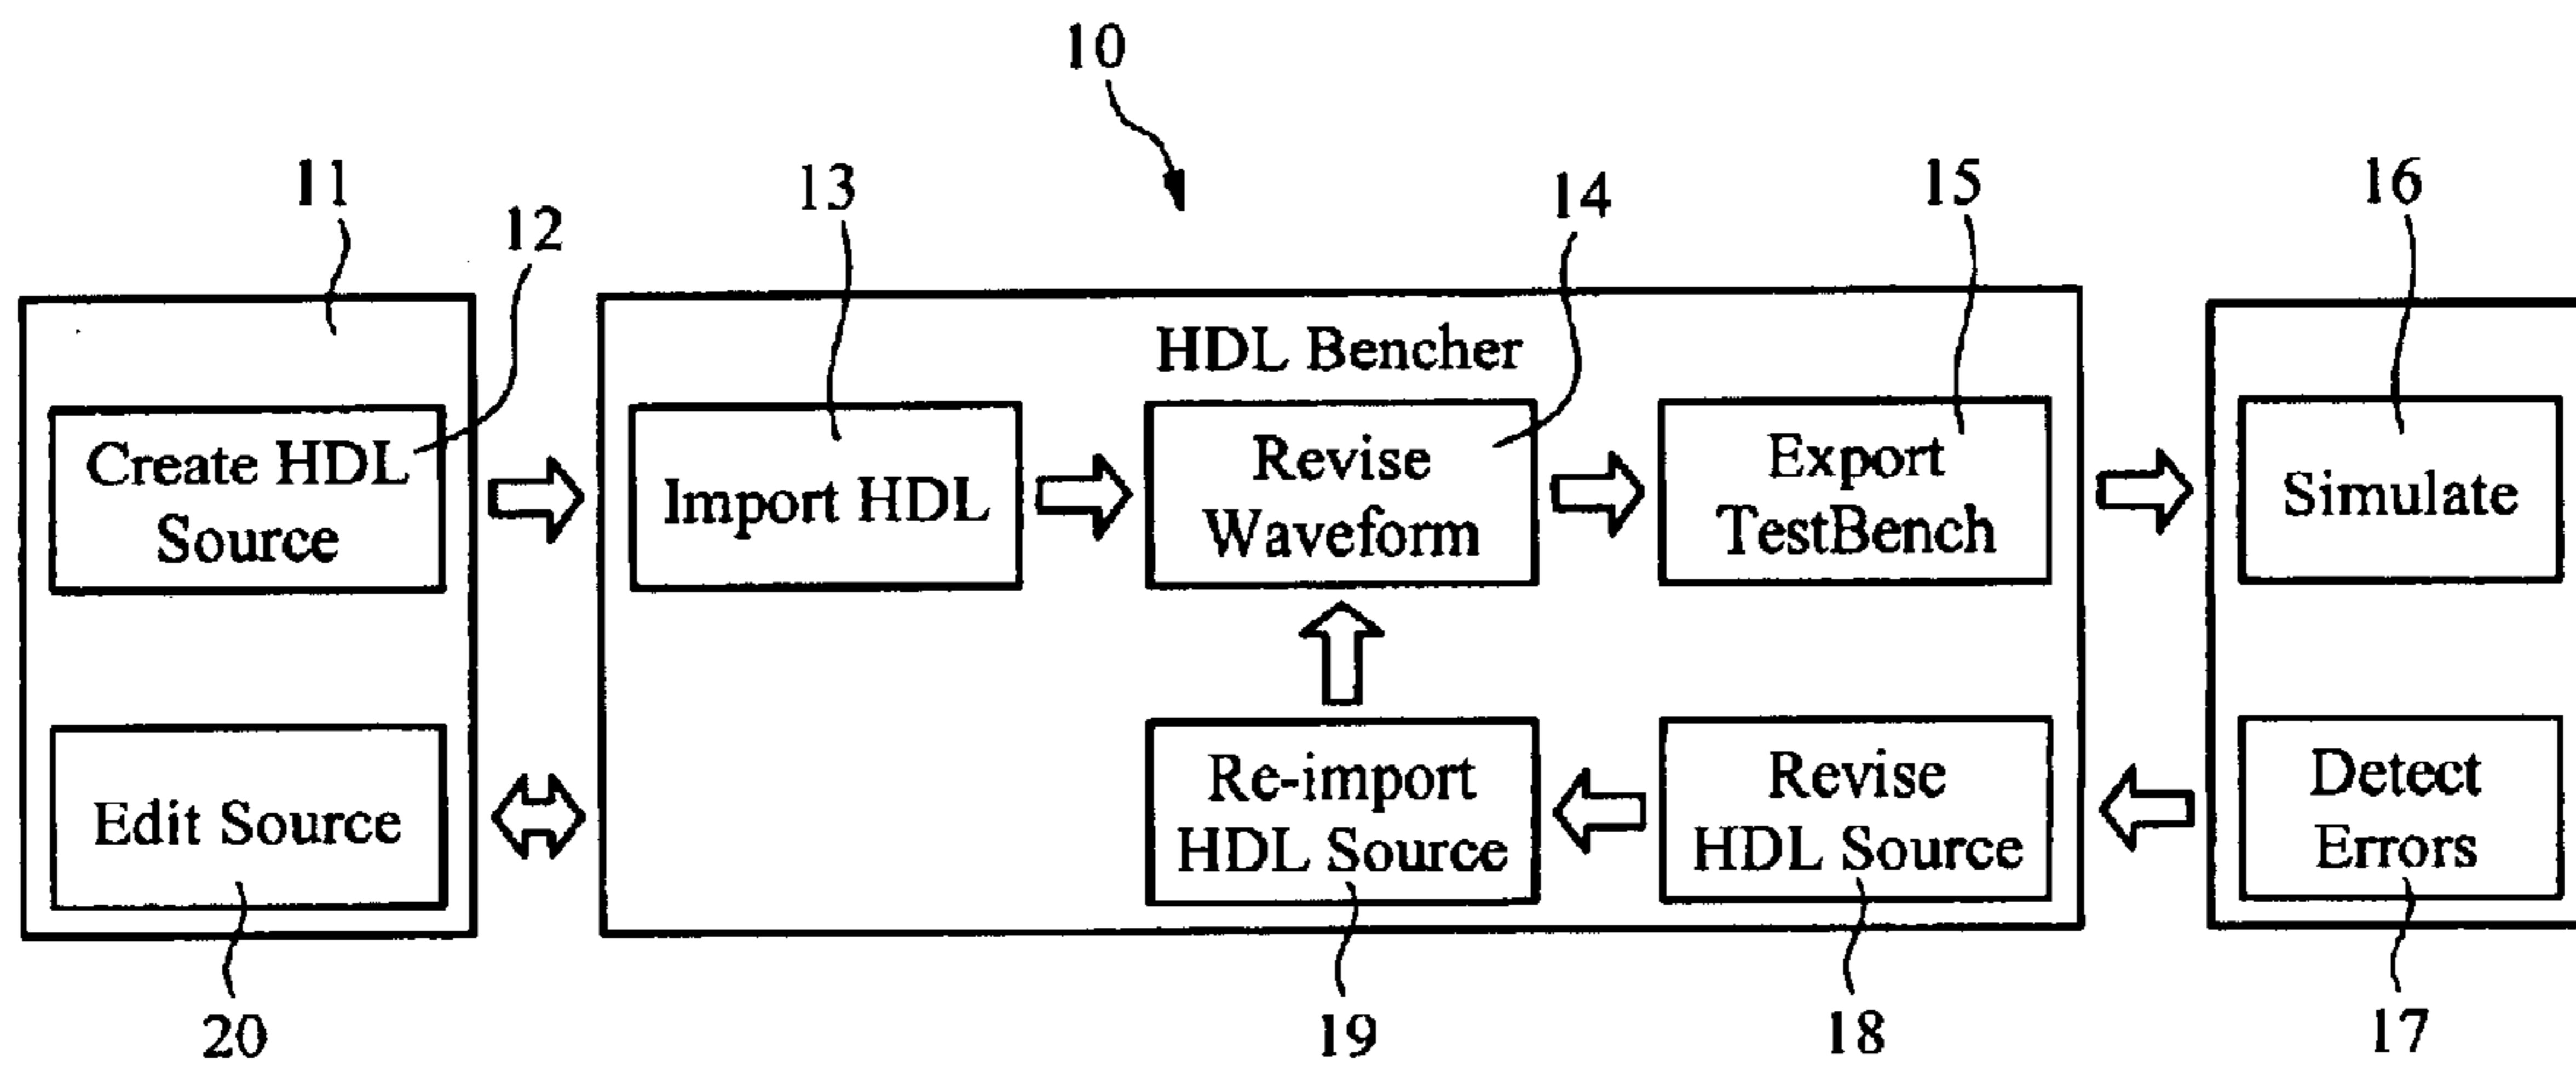 10
11
12
13
14
15
16
HDL Bencher
Create HDL
Source
Import HDL
Revise
Waveform
Export
TestBench
Simulate
Edit Source
Re-import
HDL Source
Revise
HDL Source
Detect
Errors
20
19
18
17